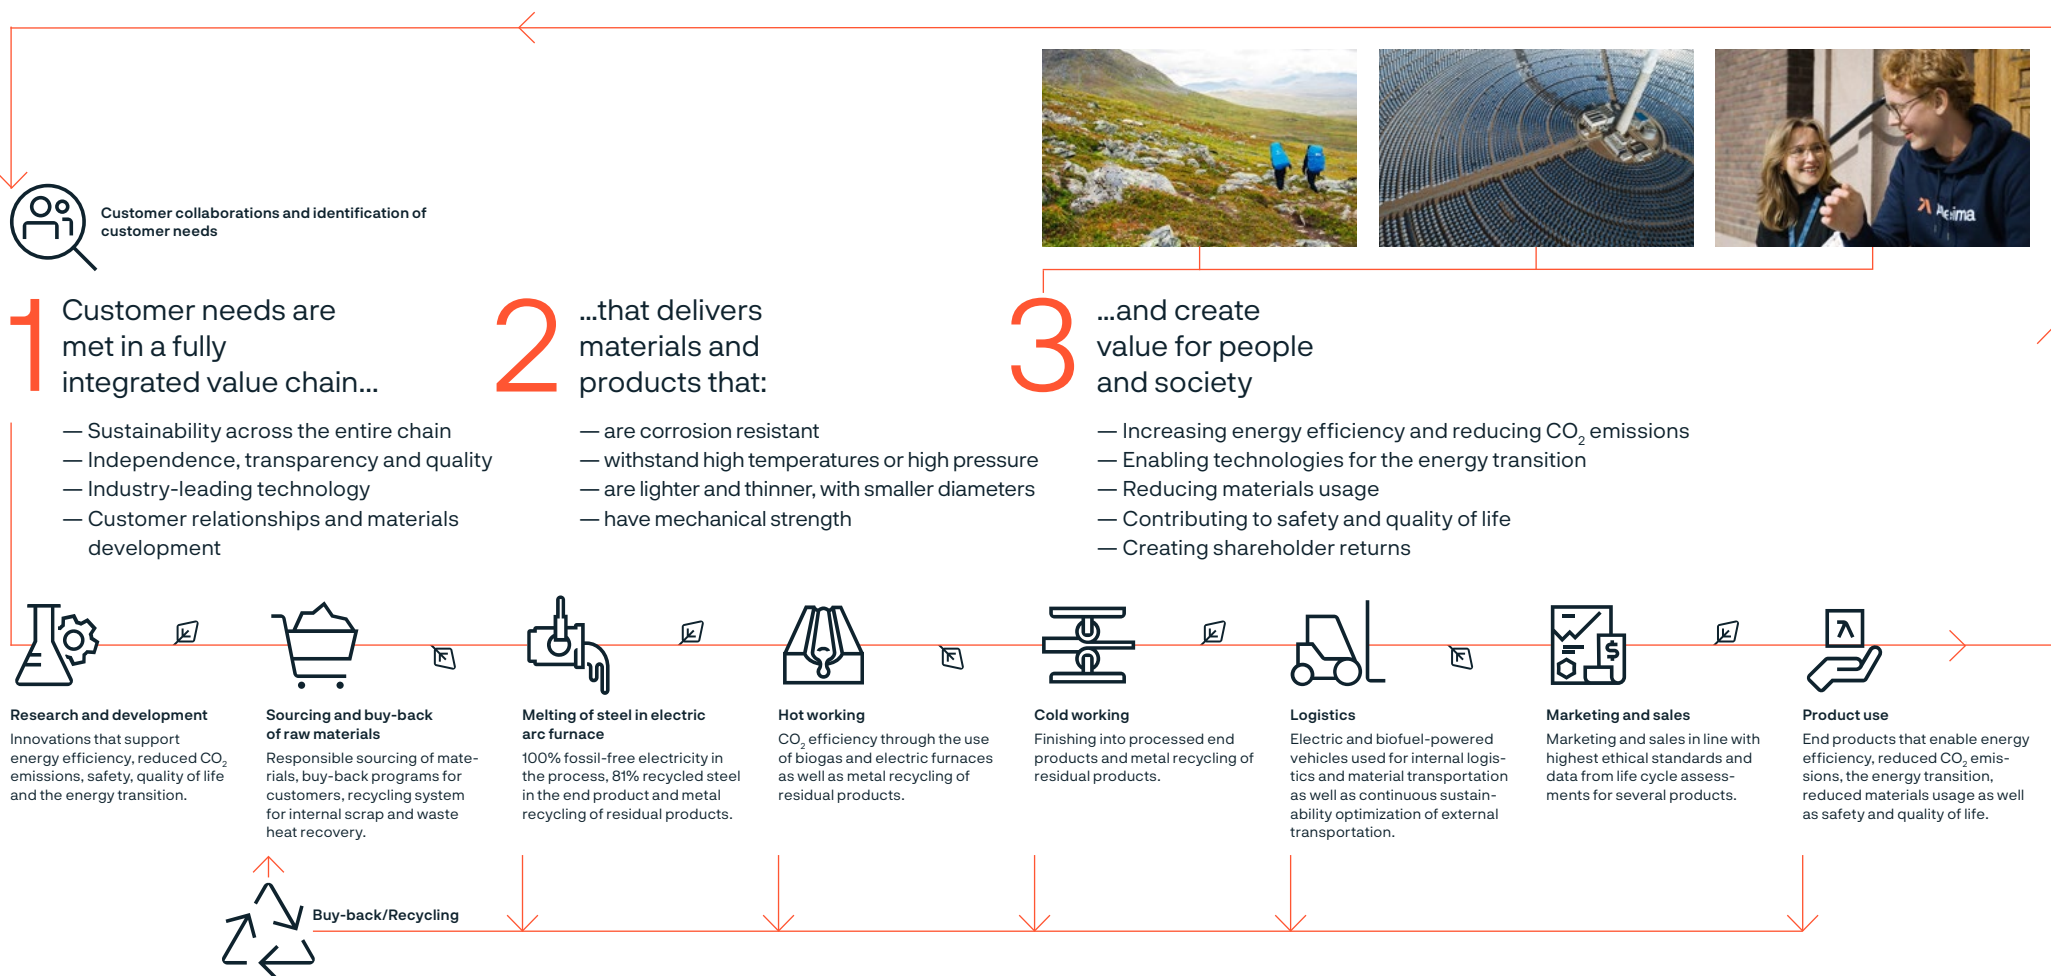 Alleima
Customer collaborations and identification of
customer needs
1
Customer needs are
met in a fully
integrated value chain...
— Sustainability across the entire chain
— Independence, transparency and quality
— Industry-leading technology
— Customer relationships and materials
development
2
...that delivers
materials and
products that:
— are corrosion resistant
— withstand high temperatures or high pressure
— are lighter and thinner, with smaller diameters
— have mechanical strength
3
...and create
value for people
and society
— Increasing energy efficiency and reducing CO₂ emissions
— Enabling technologies for the energy transition
— Reducing materials usage
— Contributing to safety and quality of life
— Creating shareholder returns
$
Research and development
Innovations that support
energy efficiency, reduced CO₂
emissions, safety, quality of life
and the energy transition.
Sourcing and buy-back
of raw materials
Responsible sourcing of mate-
rials, buy-back programs for
customers, recycling system
for internal scrap and waste
heat recovery.
Melting of steel in electric
arc furnace
100% fossil-free electricity in
the process, 81% recycled steel
in the end product and metal
recycling of residual products.
Hot working
CO₂ efficiency through the use
of biogas and electric furnaces
as well as metal recycling of
residual products.
Cold working
Finishing into processed end
products and metal recycling of
residual products.
Logistics
Electric and biofuel-powered
vehicles used for internal logis-
tics and material transportation
as well as continuous sustain-
ability optimization of external
transportation.
Marketing and sales
Marketing and sales in line with
highest ethical standards and
data from life cycle assess-
ments for several products.
Product use
End products that enable energy
efficiency, reduced CO₂ emis-
sions, the energy transition,
reduced materials usage as well
as safety and quality of life.
Buy-back/Recycling